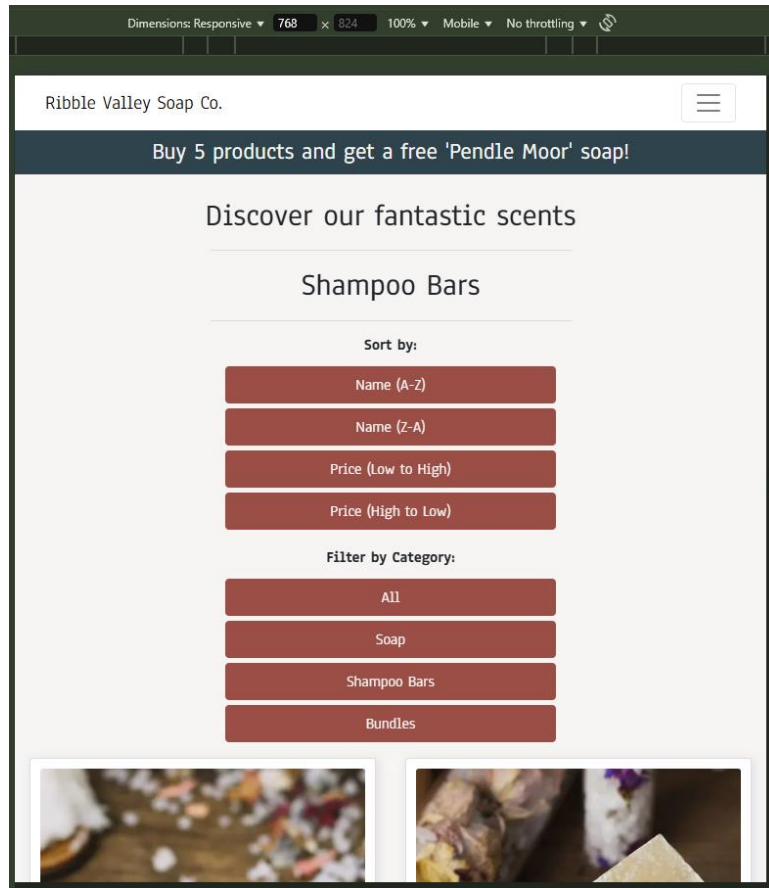 Dimensions: Responsive ▼ 768 × 824 100% ▼ Mobile ▼ No throttling ▼
Ribble Valley Soap Co.
Buy 5 products and get a free 'Pendle Moor' soap!
Discover our fantastic scents
Shampoo Bars
Sort by:
Name (A-Z)
Name (Z-A)
Price (Low to High)
Price (High to Low)
Filter by Category:
All
Soap
Shampoo Bars
Bundles